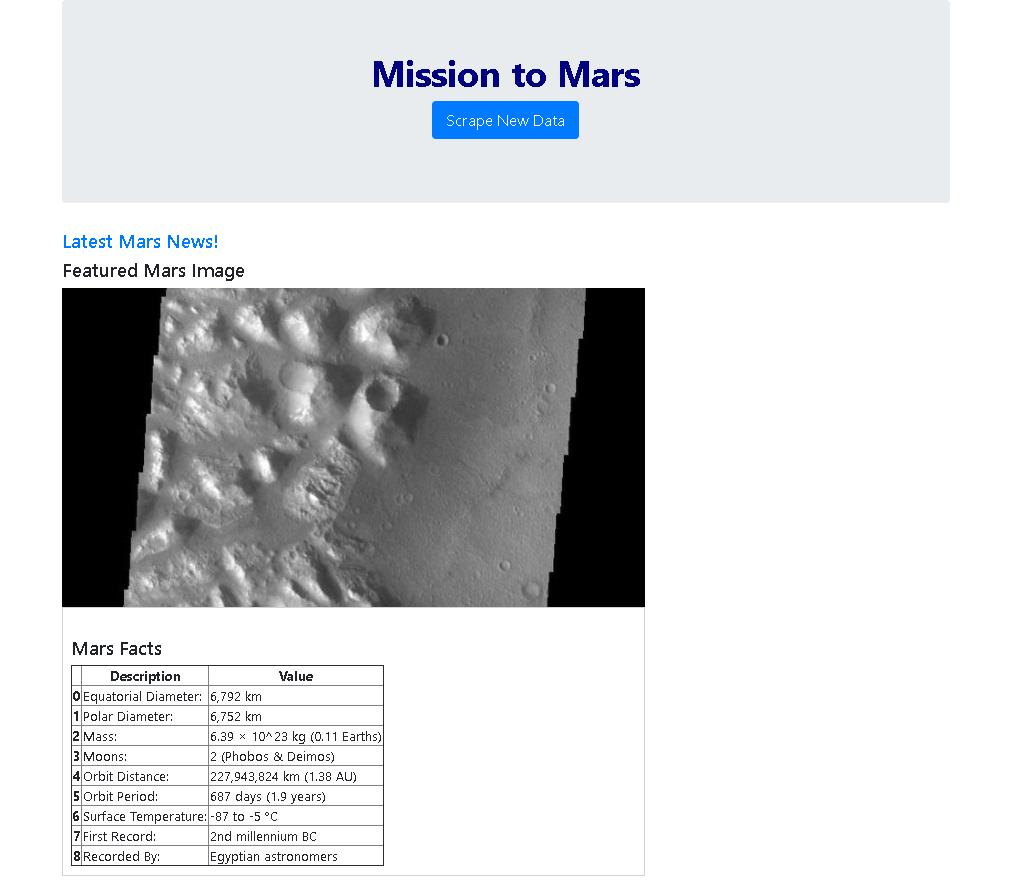 Mission to Mars
Scrape New Data
Latest Mars News!
Featured Mars Image
Mars Facts
Description Value
0 Equatorial Diameter: 6,792 km
1 Polar Diameter: 6,752 km
2 Mass: 6.39 × 10^23 kg (0.11 Earths)
3 Moons: 2 (Phobos & Deimos)
4 Orbit Distance: 227,943,824 km (1.38 AU)
5 Orbit Period: 687 days (1.9 years)
6 Surface Temperature: -87 to -5 °C
7 First Record: 2nd millennium BC
8 Recorded By: Egyptian astronomers